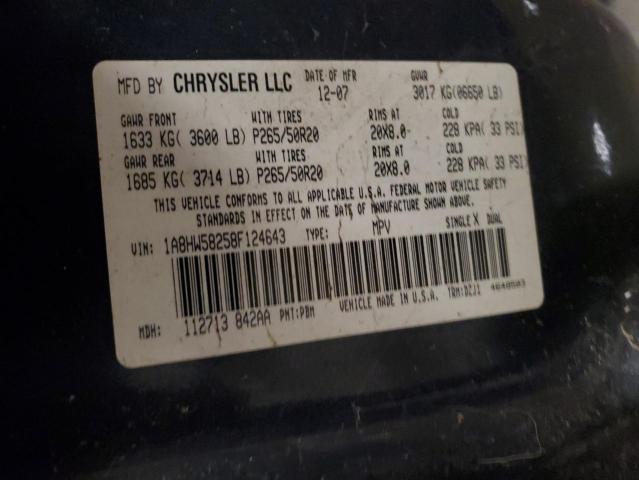 MFD BY CHRYSLER LLC DATE OF MFR 12-07 GVWR 3017 KG(06650 LB)
GAWR FRONT WITH TIRES RIMS AT COLD
1633 KG( 3600 LB) P265/50R20 20X8.0 228 KPA( 33 PSI)
GAWR REAR WITH TIRES RIMS AT COLD
1685 KG( 3714 LB) P265/50R20 20X8.0 228 KPA( 33 PSI)
THIS VEHICLE CONFORMS TO ALL APPLICABLE U.S.A. FEDERAL MOTOR VEHICLE SAFETY
STANDARDS IN EFFECT ON THE DATE OF MANUFACTURE SHOWN ABOVE.
VIN: 1A8HW58258F124643 TYPE: MPV SINGLE X DUAL
MDH: 112713 842AA PNT:PBM VEHICLE MADE IN U.S.A. TRM:DZJ1 4648503